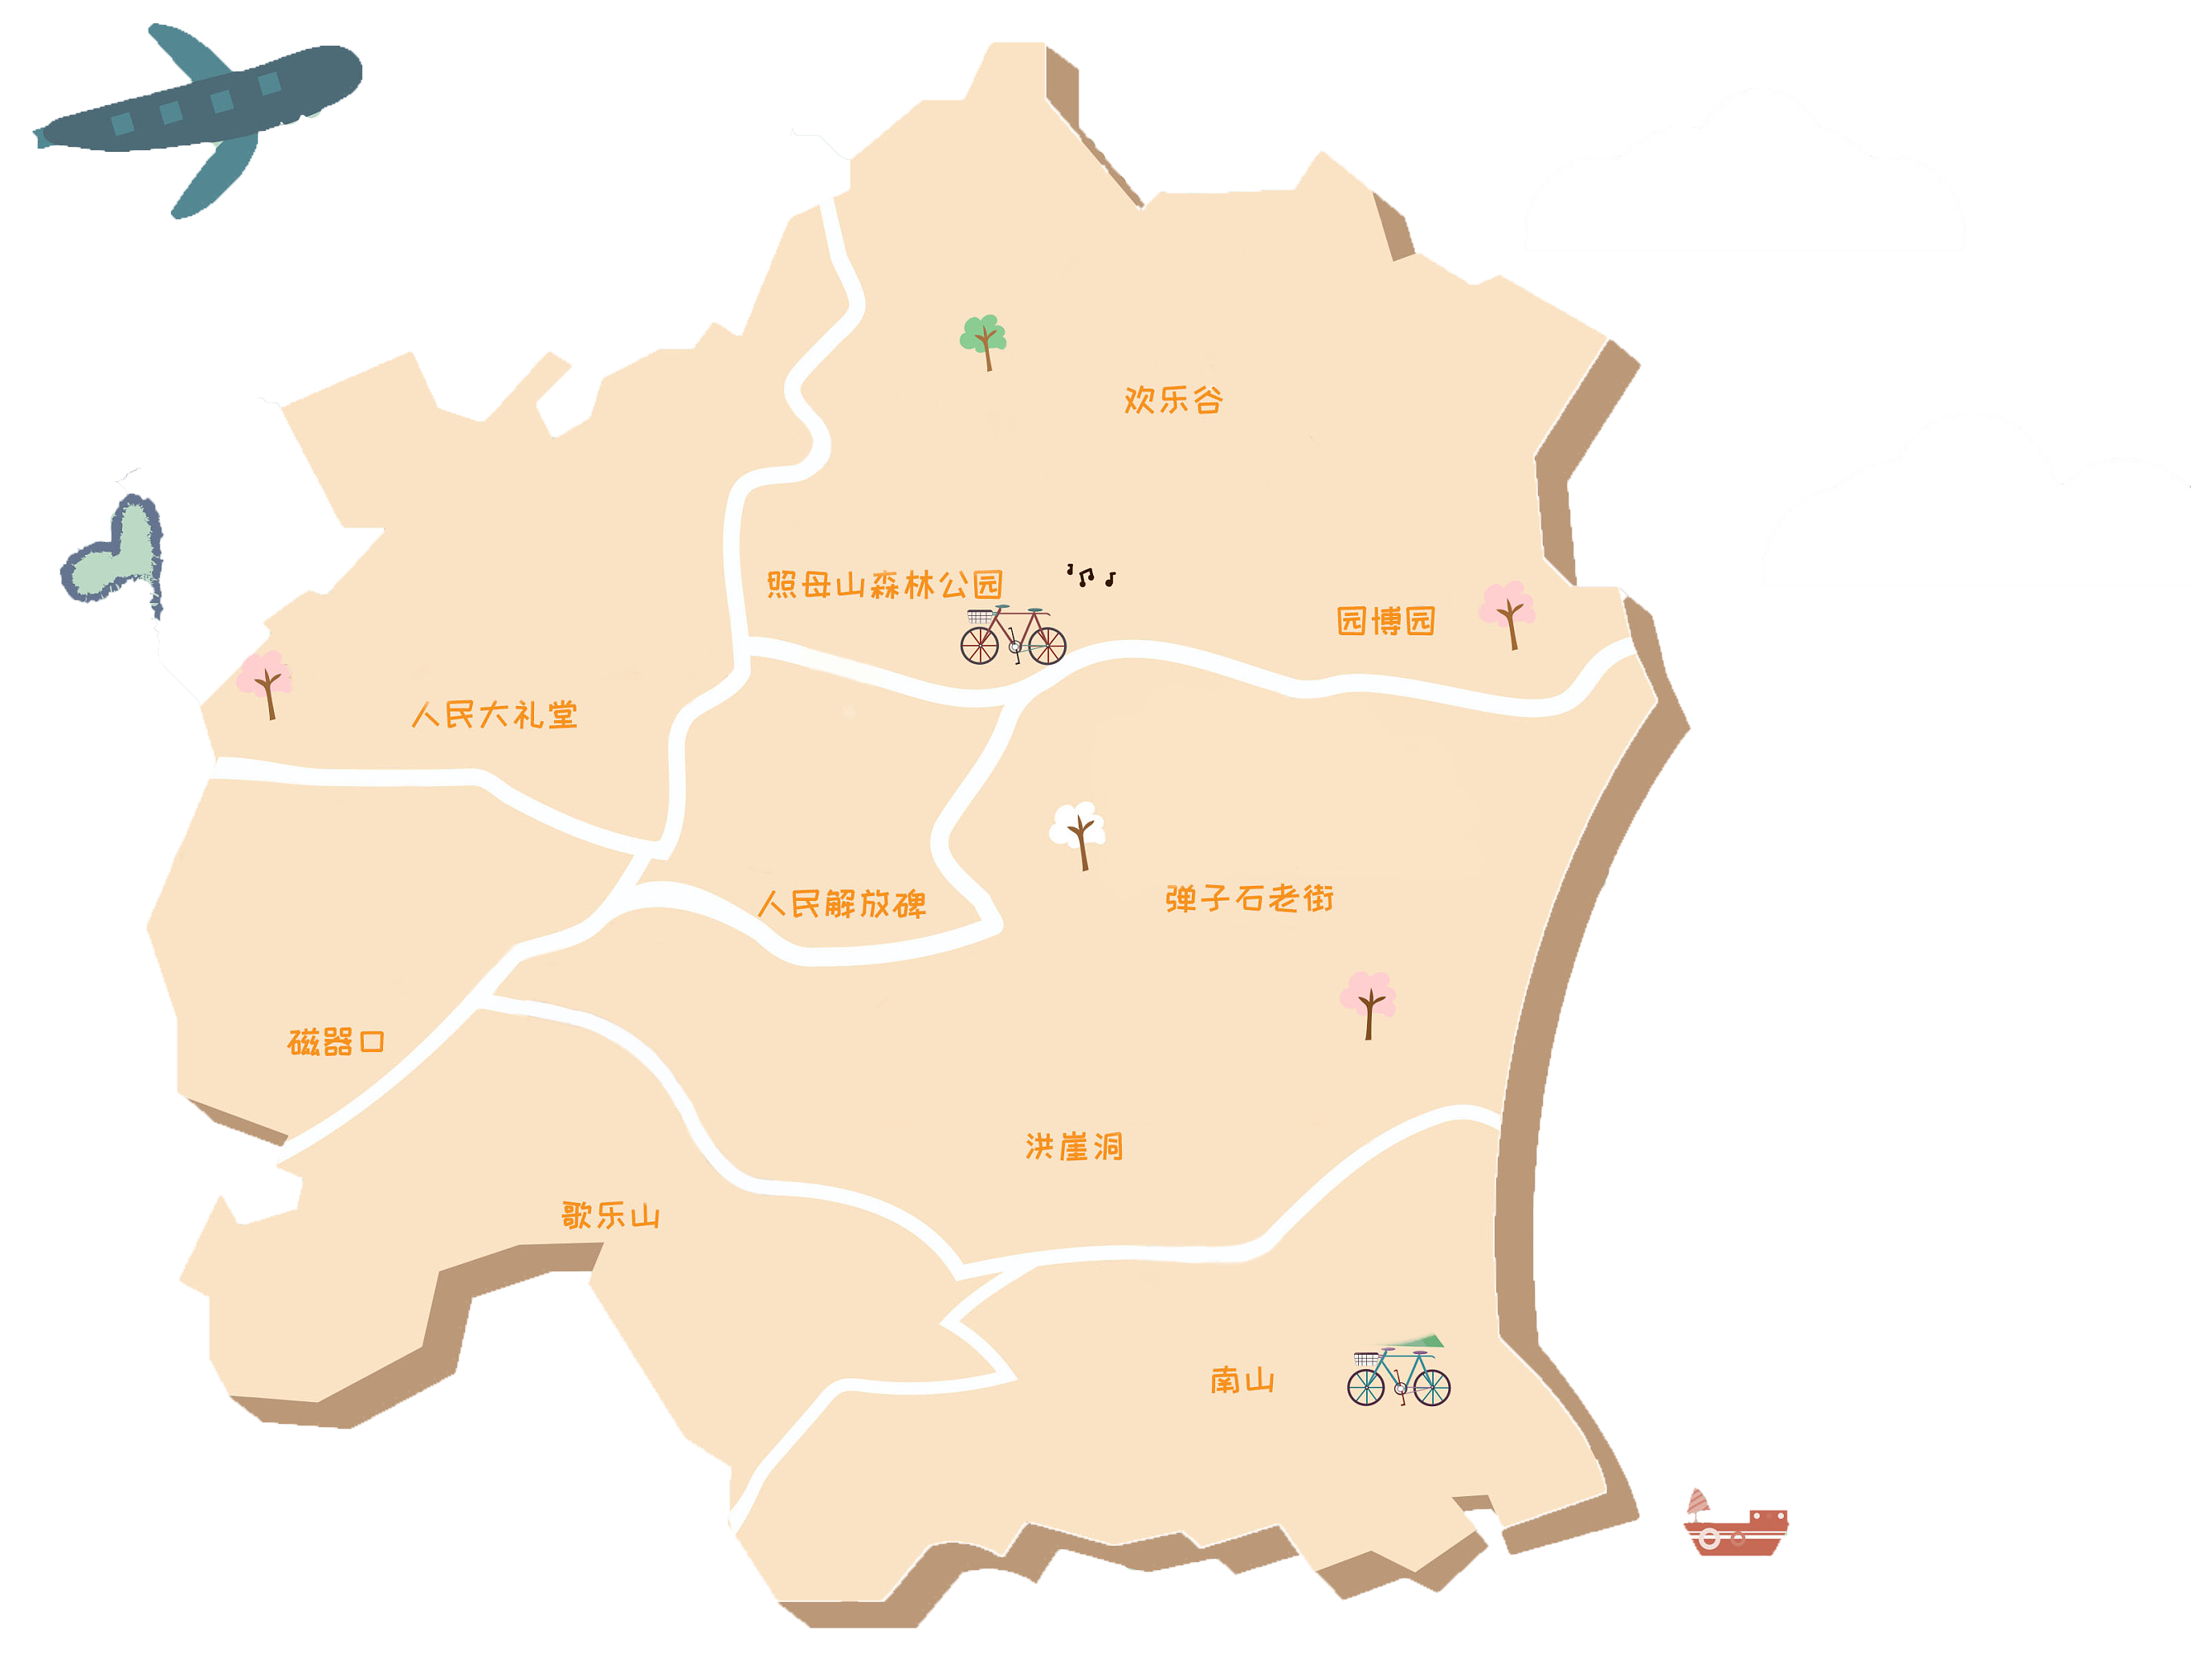 欢乐谷
照母山森林公园
园博园
人民大礼堂
人民解放碑
弹子石老街
磁器口
洪崖洞
歌乐山
南山